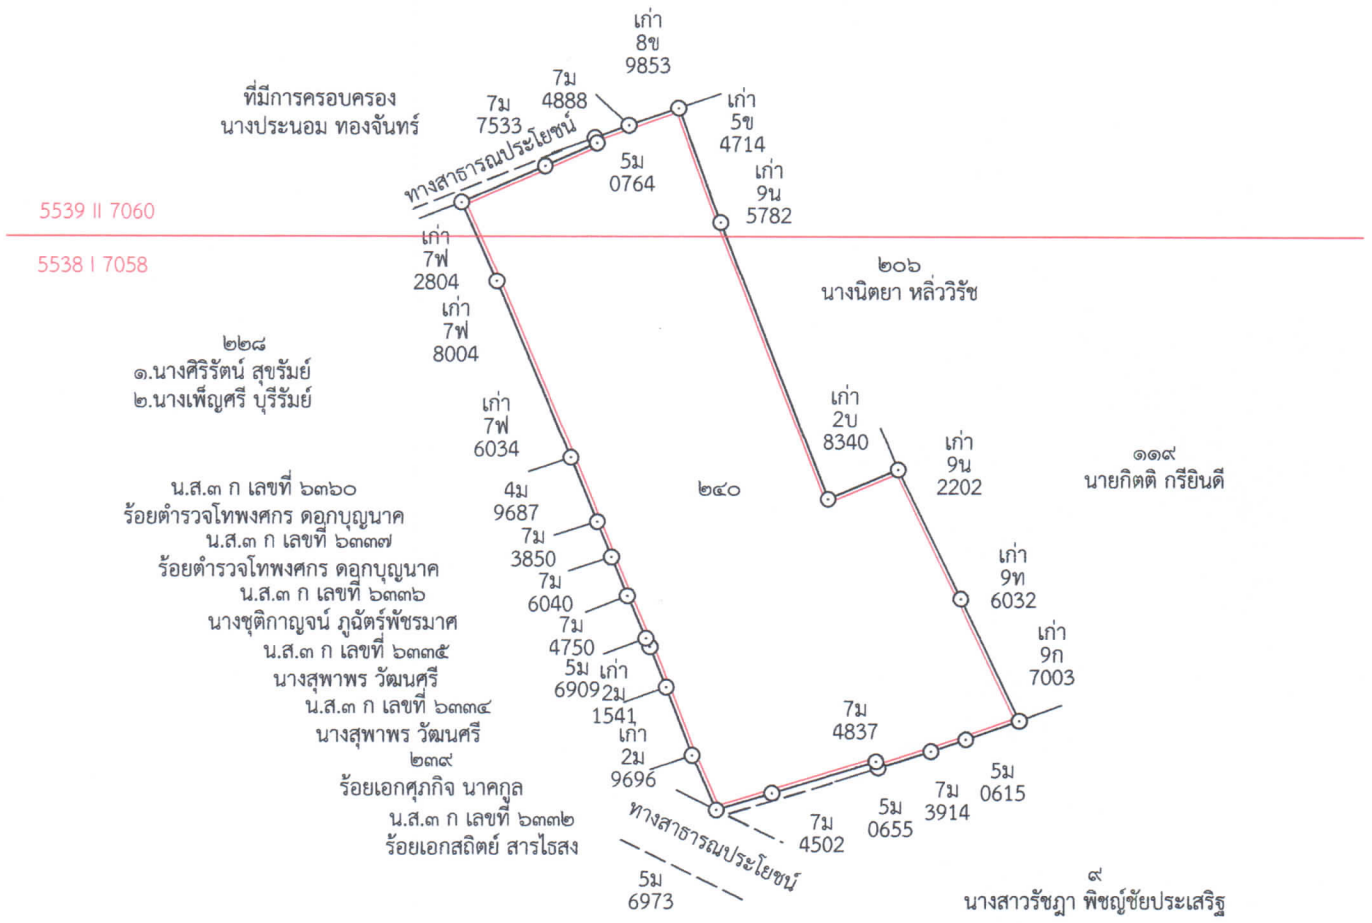 เก่า
8ข
9853
7ม
4888
ที่มีการครอบครอง
นางประนอม ทองจันทร์
7ม
7533
เก่า
5ข
4714
ทางสาธารณประโยชน์
5ม
0764
เก่า
9น
5782
5539 II 7060
5538 I 7058
เก่า
7ฟ
2804
๒๐๖
นางนิตยา หลิ่ววิรัช
เก่า
7ฟ
8004
๒๒๘
๑.นางศิริรัตน์ สุขรัมย์
๒.นางเพ็ญศรี บุรีรัมย์
เก่า
7ฟ
6034
เก่า
2บ
8340
เก่า
9น
2202
๑๑๙
นายกิตติ กรียินดี
๒๔๐
น.ส.๓ ก เลขที่ ๖๓๖๐
ร้อยตำรวจโทพงศกร ดอกบุญนาค
4ม
9687
น.ส.๓ ก เลขที่ ๖๓๓๗
ร้อยตำรวจโทพงศกร ดอกบุญนาค
7ม
3850
น.ส.๓ ก เลขที่ ๖๓๓๖
นางชุติกาญจน์ ภูฉัตร์พัชรมาศ
7ม
6040
เก่า
9ท
6032
น.ส.๓ ก เลขที่ ๖๓๓๕
นางสุพาพร วัฒนศรี
7ม
4750
เก่า
9ก
7003
5ม
6909
เก่า
2ม
1541
น.ส.๓ ก เลขที่ ๖๓๓๔
นางสุพาพร วัฒนศรี
7ม
4837
เก่า
2ม
9696
๒๓๙
ร้อยเอกศุภกิจ นาคกูล
5ม
0615
7ม
3914
5ม
0655
7ม
4502
น.ส.๓ ก เลขที่ ๖๓๓๒
ร้อยเอกสถิตย์ สารไธสง
ทางสาธารณประโยชน์
5ม
6973
๙
นางสาวรัชฎา พิชญ์ชัยประเสริฐ